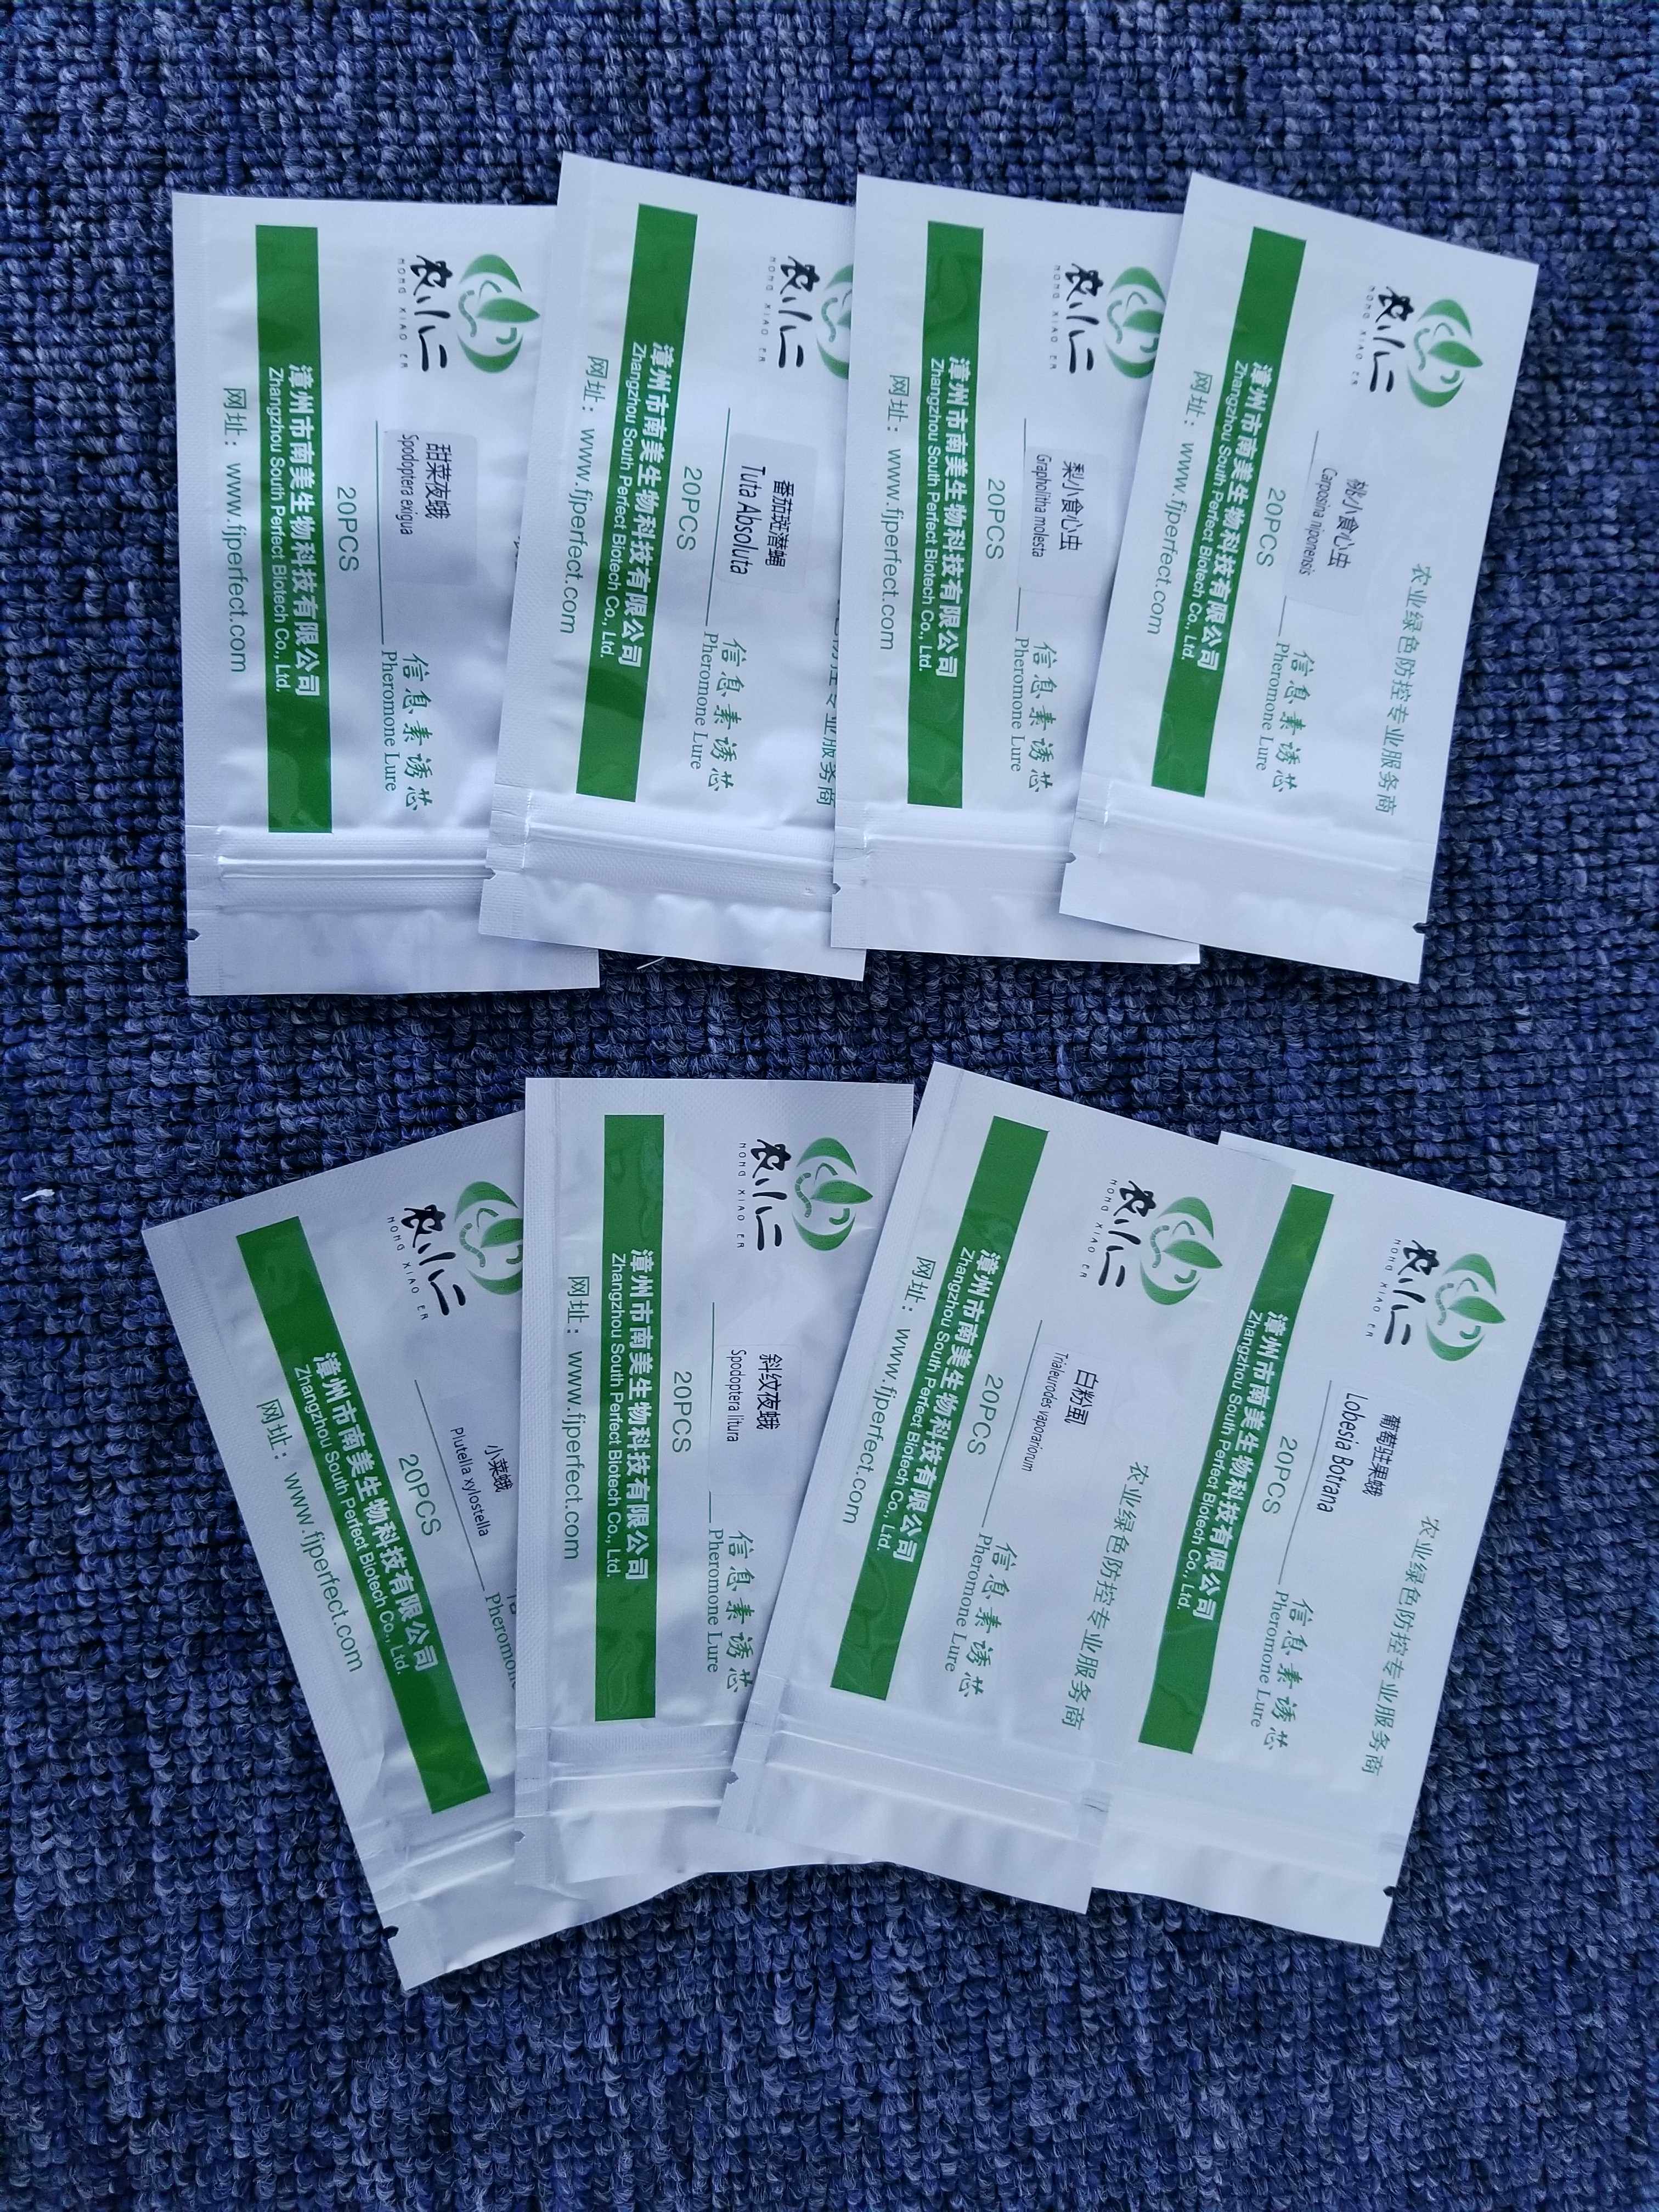 农小二
NONG XIAO ER
甜菜夜蛾
Spodoptera exigua
信息素诱芯
Pheromone Lure
20PCS
漳州市南美生物科技有限公司
Zhangzhou South Perfect Biotech Co., Ltd.
网址：www.fjperfect.com
农小二
NONG XIAO ER
色防控专业服务商
番茄斑潜蝇
Tuta Absoluta
信息素诱芯
Pheromone Lure
20PCS
漳州市南美生物科技有限公司
Zhangzhou South Perfect Biotech Co., Ltd.
网址：www.fjperfect.com
农小二
NONG XIAO ER
梨小食心虫
Grapholitha molesta
信息素诱芯
Pheromone Lure
20PCS
漳州市南美生物科技有限公司
Zhangzhou South Perfect Biotech Co., Ltd.
网址：www.fjperfect.com
农小二
NONG XIAO ER
农业绿色防控专业服务商
桃小食心虫
Carposina niponensis
信息素诱芯
Pheromone Lure
20PCS
漳州市南美生物科技有限公司
Zhangzhou South Perfect Biotech Co., Ltd.
网址：www.fjperfect.com
农小二
NONG XIAO ER
小菜蛾
Plutella xylostella
Pheromon
20PCS
漳州市南美生物科技有限公司
Zhangzhou South Perfect Biotech Co., Ltd.
网址：www.fjperfect.com
农小二
NONG XIAO ER
斜纹夜蛾
Spodoptera litura
信息素诱芯
Pheromone Lure
20PCS
漳州市南美生物科技有限公司
Zhangzhou South Perfect Biotech Co., Ltd.
网址：www.fjperfect.com
农小二
NONG XIAO ER
农业绿色防控专业服务商
白粉虱
Trialeurodes vaporariorum
信息素诱芯
Pheromone Lure
20PCS
漳州市南美生物科技有限公司
Zhangzhou South Perfect Biotech Co., Ltd.
网址：www.fjperfect.com
农小二
NONG XIAO ER
农业绿色防控专业服务商
葡萄蛀果蛾
Lobesia Botrana
信息素诱芯
Pheromone Lure
20PCS
漳州市南美生物科技有限公司
Zhangzhou South Perfect Biotech Co., Ltd.